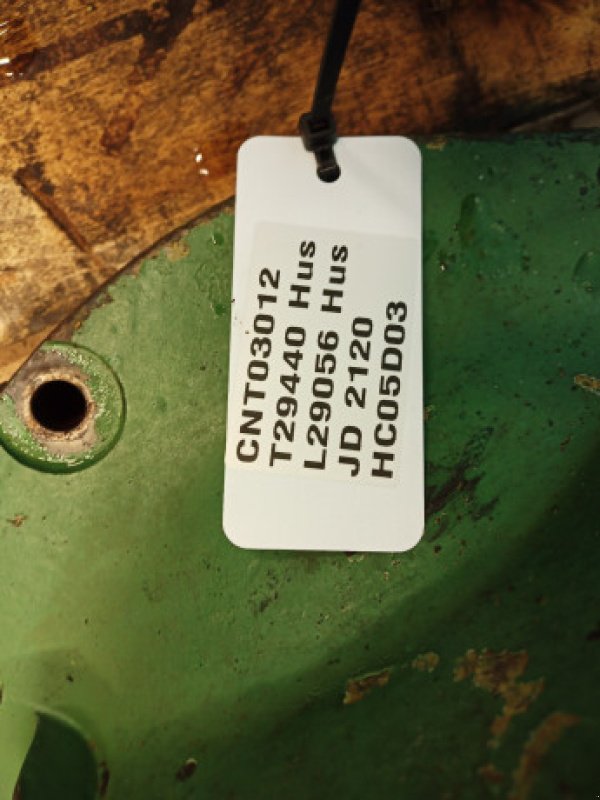 CNT03012
T29440 Hus
L29056 Hus
JD 2120
HC05D03